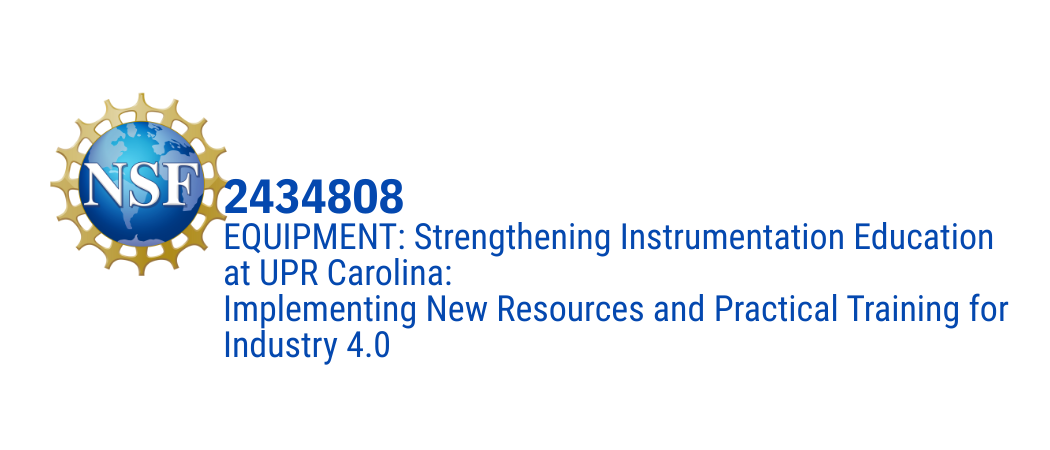 NSF
2434808
EQUIPMENT: Strengthening Instrumentation Education
at UPR Carolina:
Implementing New Resources and Practical Training for
Industry 4.0